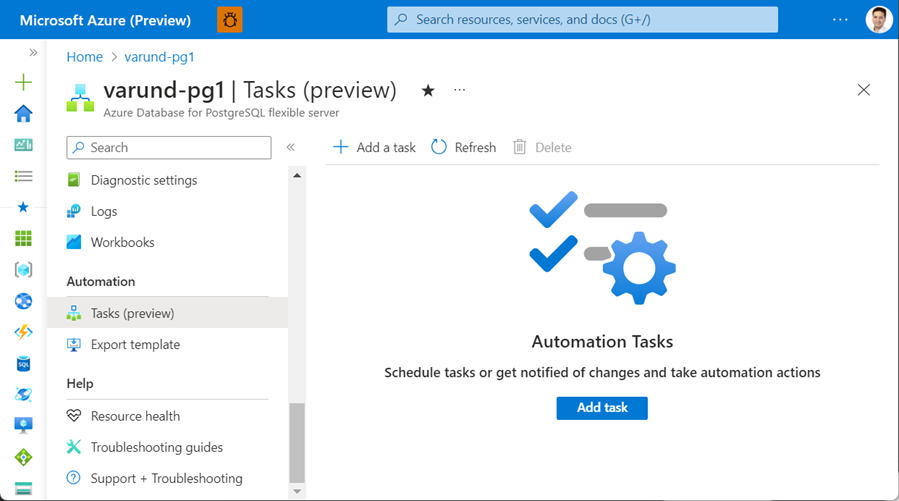 Microsoft Azure (Preview)
Search resources, services, and docs (G+/)
Home > varund-pg1
varund-pg1 | Tasks (preview)
Azure Database for PostgreSQL flexible server
Search
Add a task
Refresh
Delete
Diagnostic settings
Logs
Workbooks
Automation
Tasks (preview)
Export template
Help
Resource health
Troubleshooting guides
Support + Troubleshooting
Automation Tasks
Schedule tasks or get notified of changes and take automation actions
Add task
SQL